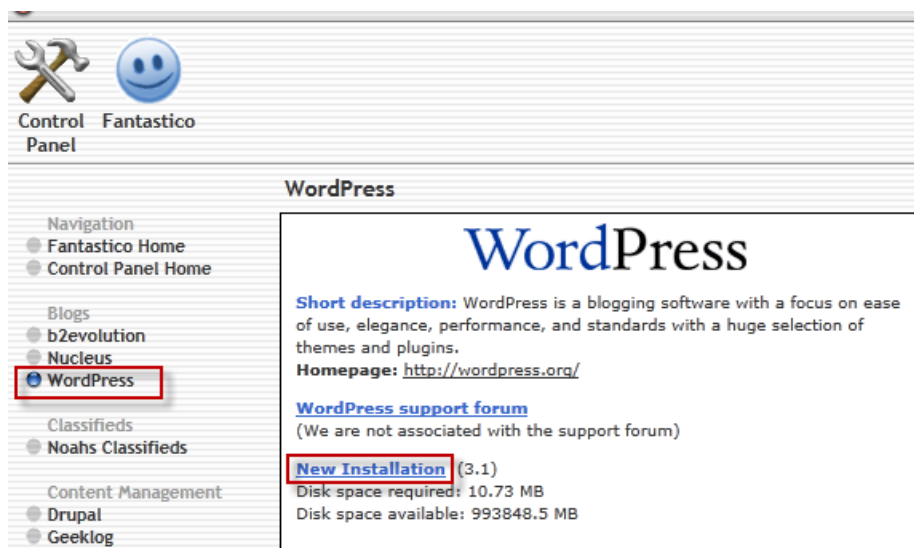 Control
Panel
Fantastico
WordPress
Navigation
Fantastico Home
Control Panel Home
Blogs
b2evolution
Nucleus
WordPress
Classifieds
Noahs Classifieds
Content Management
Drupal
Geeklog
WordPress
Short description: WordPress is a blogging software with a focus on ease
of use, elegance, performance, and standards with a huge selection of
themes and plugins.
Homepage: http://wordpress.org/
WordPress support forum
(We are not associated with the support forum)
New Installation (3.1)
Disk space required: 10.73 MB
Disk space available: 993848.5 MB